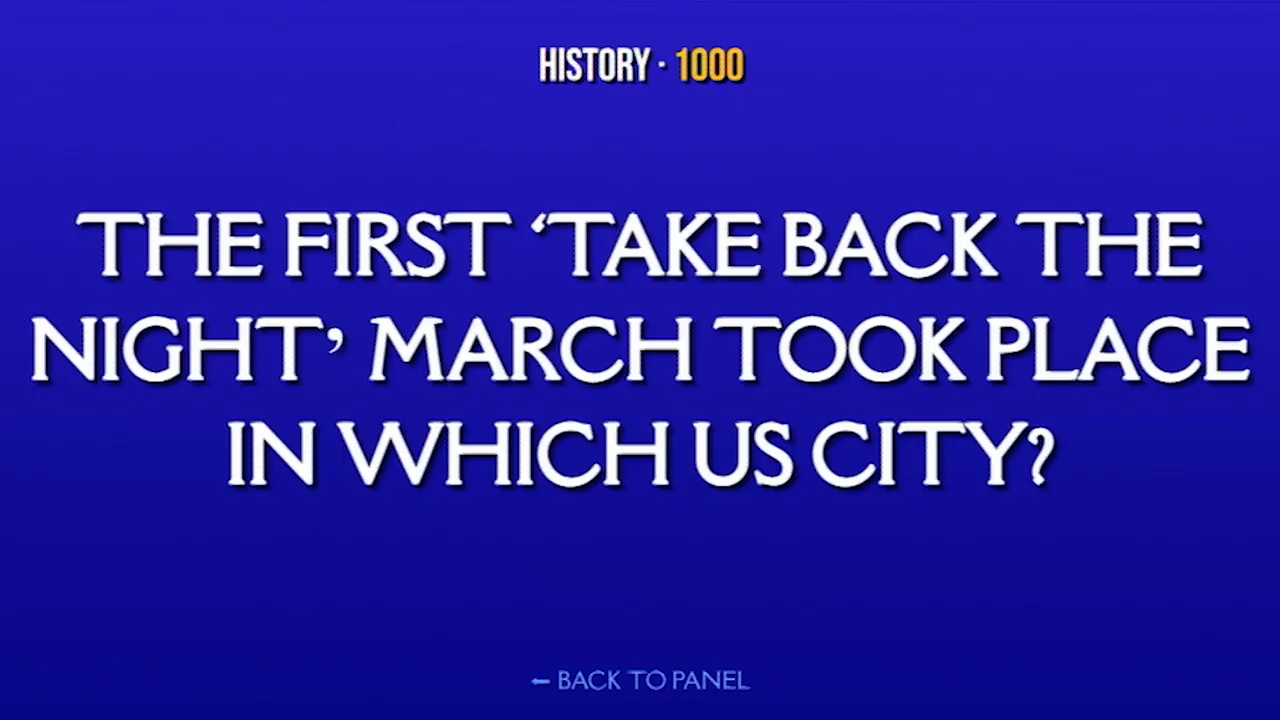 HISTORY · 1000
THE FIRST ‘TAKE BACK THE
NIGHT’ MARCH TOOK PLACE
IN WHICH US CITY?
← BACK TO PANEL